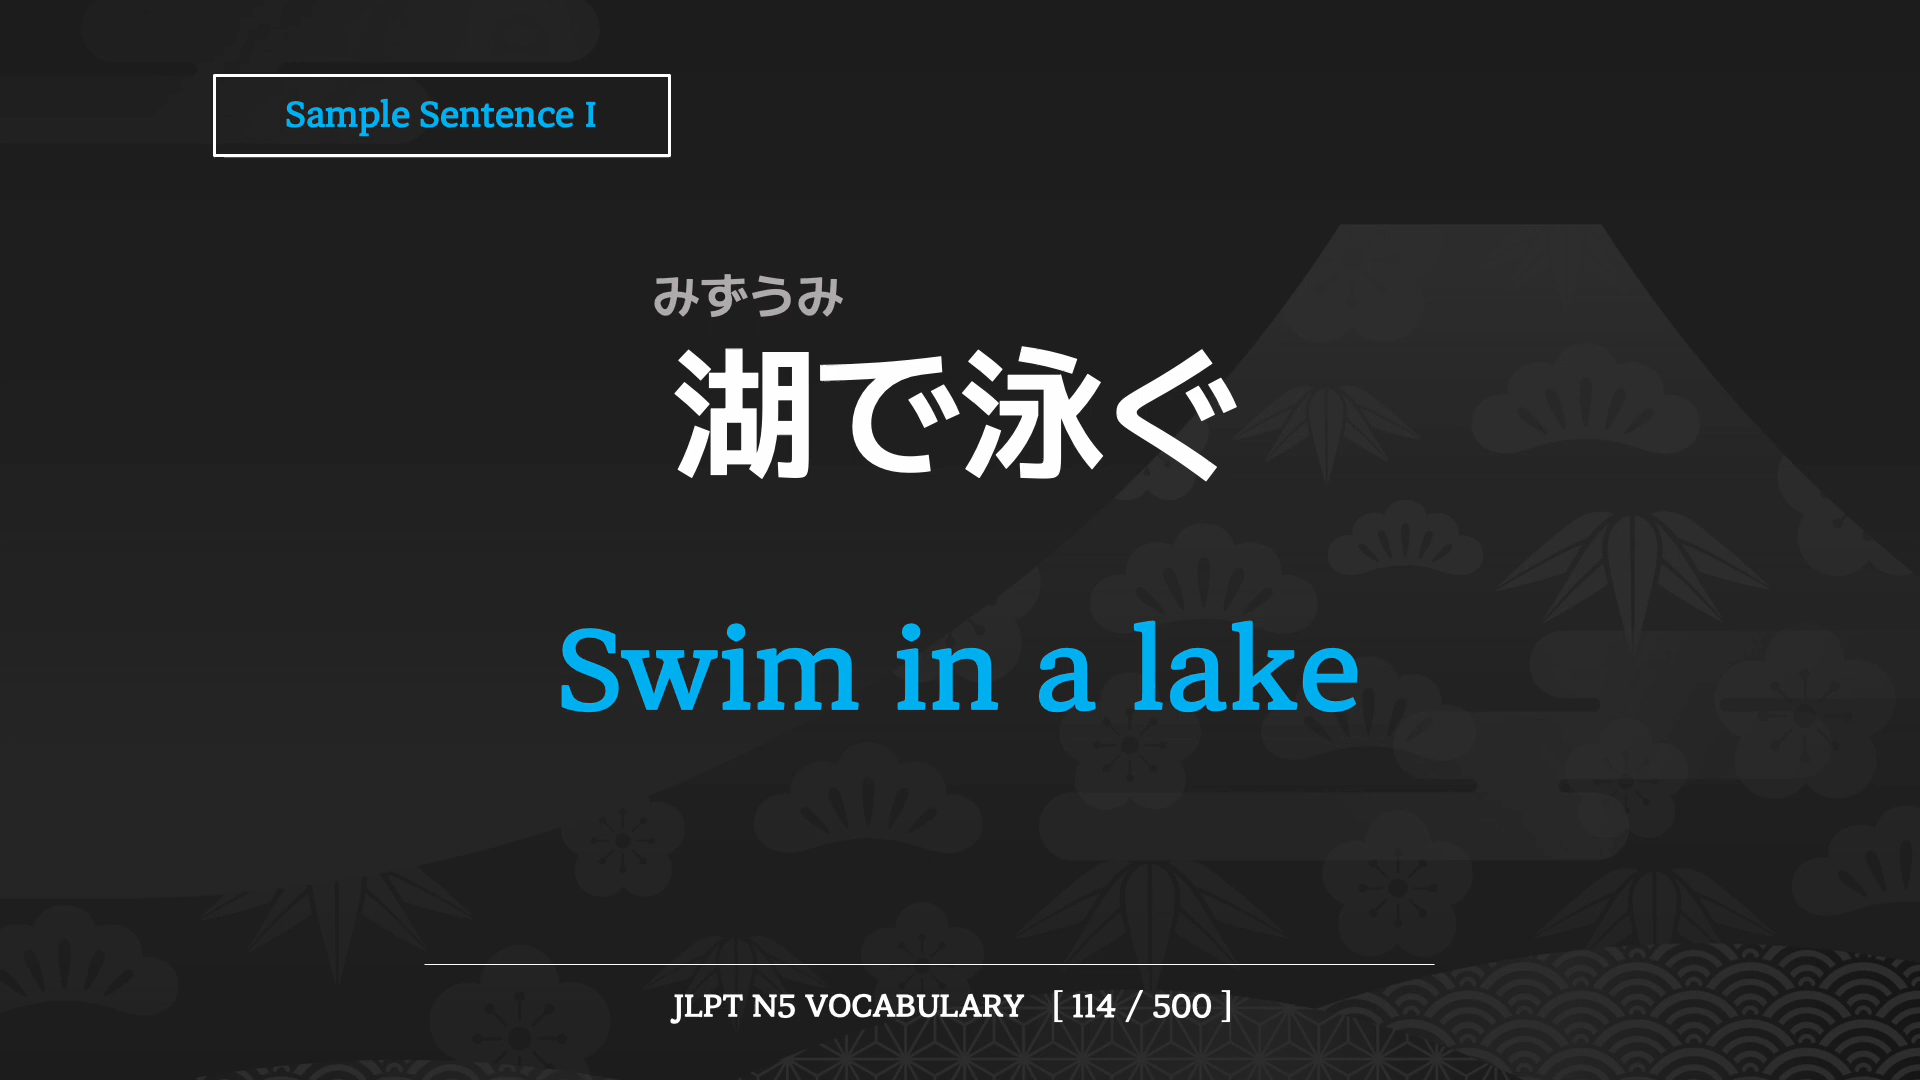 Sample Sentence I
みずうみ
湖で泳ぐ
Swim in a lake
JLPT N5 VOCABULARY [ 114 / 500 ]